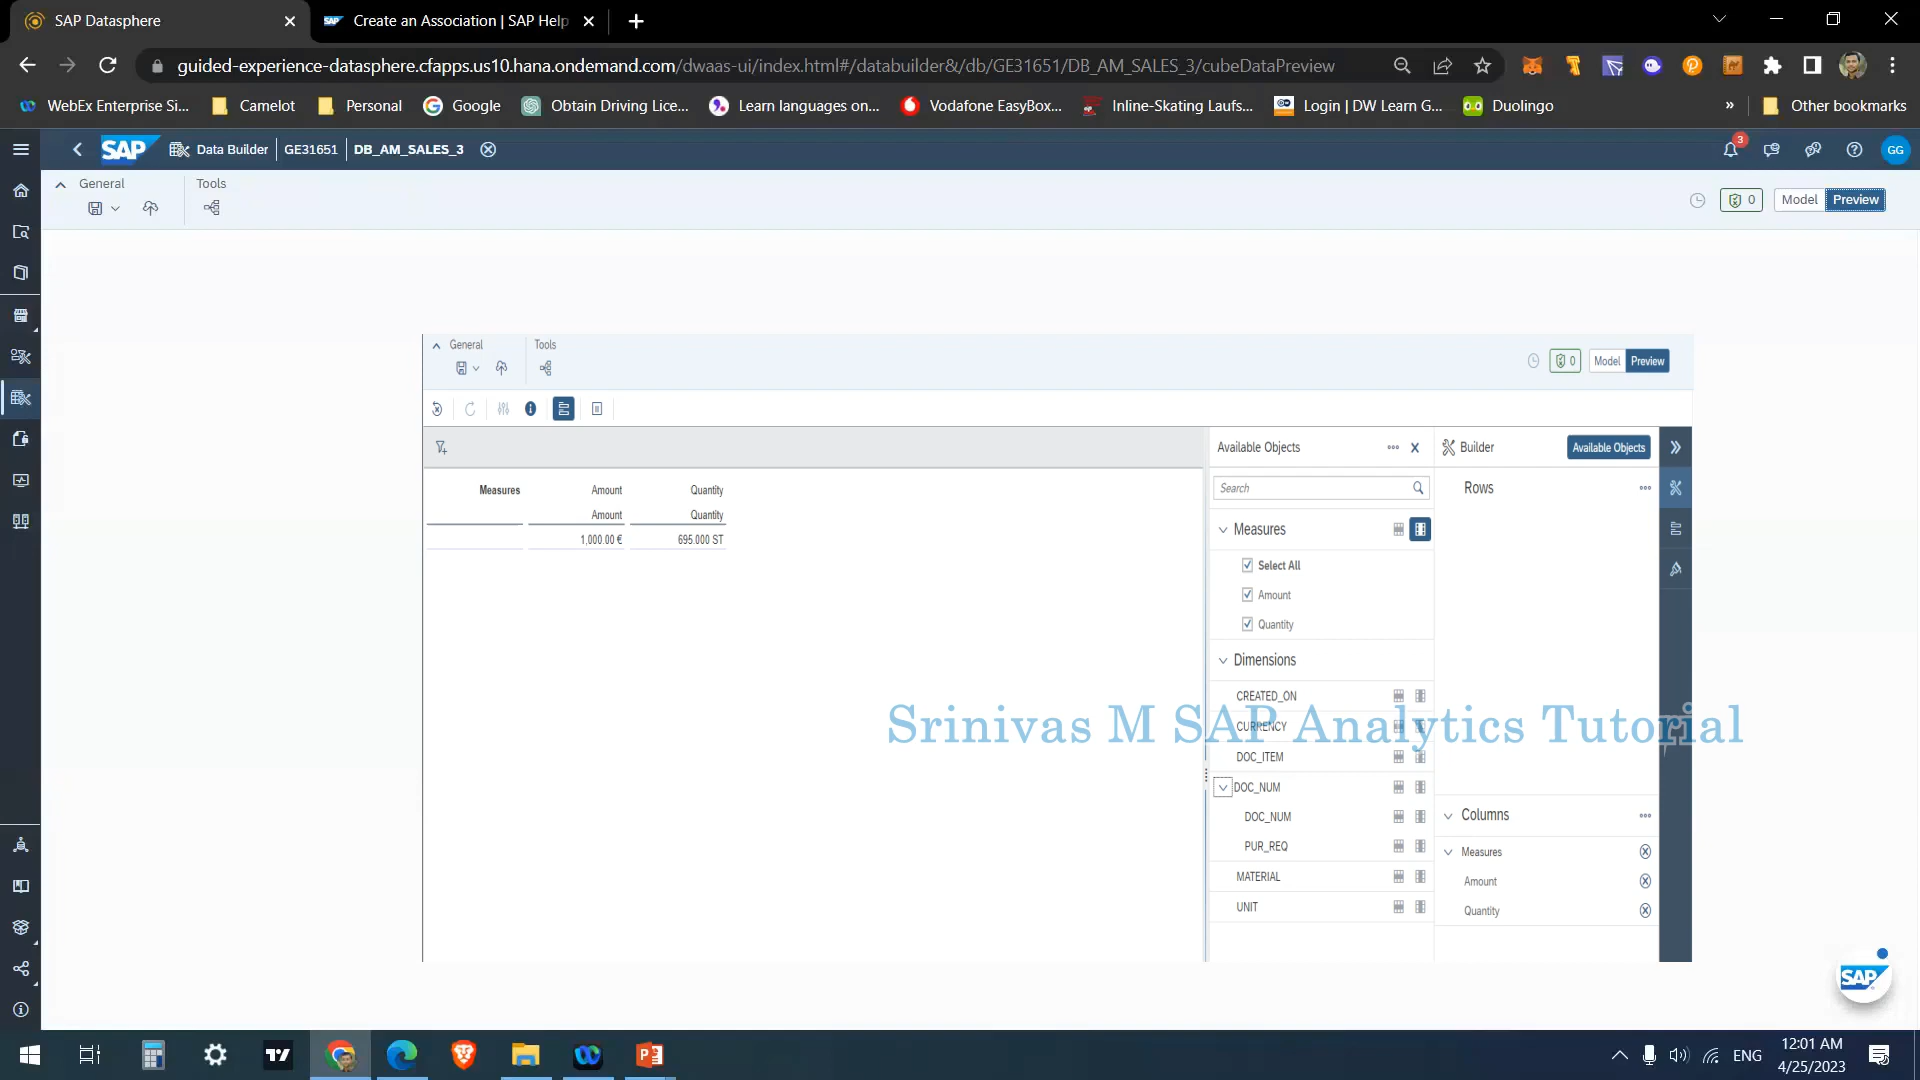 SAP Datasphere
Create an Association | SAP Help
guided-experience-datasphere.cfapps.us10.hana.ondemand.com/dwaas-ui/index.html#/databuilder&/db/GE31651/DB_AM_SALES_3/cubeDataPreview
WebEx Enterprise Si... Camelot Personal Google Obtain Driving Lice... Learn languages on... Vodafone EasyBox... Inline-Skating Laufs... Login | DW Learn G... Duolingo » Other bookmarks
SAP Data Builder GE31651 DB_AM_SALES_3 3 GG
General Tools
0 Model Preview
General Tools
0 Model Preview
Available Objects Builder Available Objects
Search Rows
Measures Amount Quantity
Amount Quantity
1,000.00 € 695.000 ST
Measures
Select All
Amount
Quantity
Dimensions
CREATED_ON
CURRENCY
Srinivas M SAP Analytics Tutorial
DOC_ITEM
DOC_NUM
DOC_NUM
PUR_REQ
MATERIAL
UNIT
Columns
Measures
Amount
Quantity
SAP
ENG
12:01 AM
4/25/2023